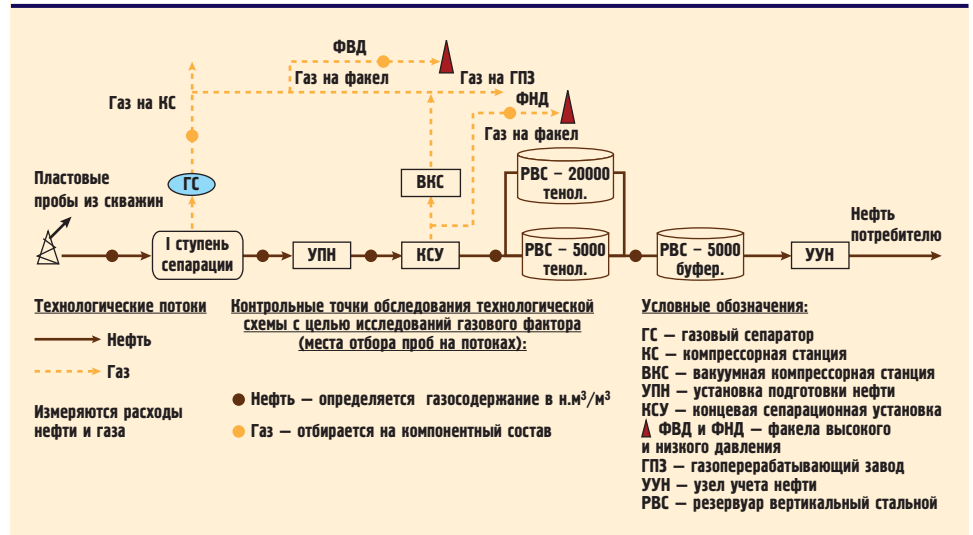 ФВД
Газ на факел
Газ на ГПЗ
Газ на КС
ФНД
Газ на факел
Пластовые
пробы из скважин
ГС
ВКС
РВС – 20000
тенол.
Нефть
потребителю
I ступень
сепарации
УПН
КСУ
РВС – 5000
тенол.
РВС – 5000
буфер.
УУН
Технологические потоки
Нефть
Газ
Измеряются расходы
нефти и газа
Контрольные точки обследования технологической
схемы с целью исследований газового фактора
(места отбора проб на потоках):
Нефть — определяется газосодержание в н.м³/м³
Газ — отбирается на компонентный состав
Условные обозначения:
ГС — газовый сепаратор
КС — компрессорная станция
ВКС — вакуумная компрессорная станция
УПН — установка подготовки нефти
КСУ — концевая сепарационная установка
ФВД и ФНД — факела высокого
и низкого давления
ГПЗ — газоперерабатывающий завод
УУН — узел учета нефти
РВС — резервуар вертикальный стальной